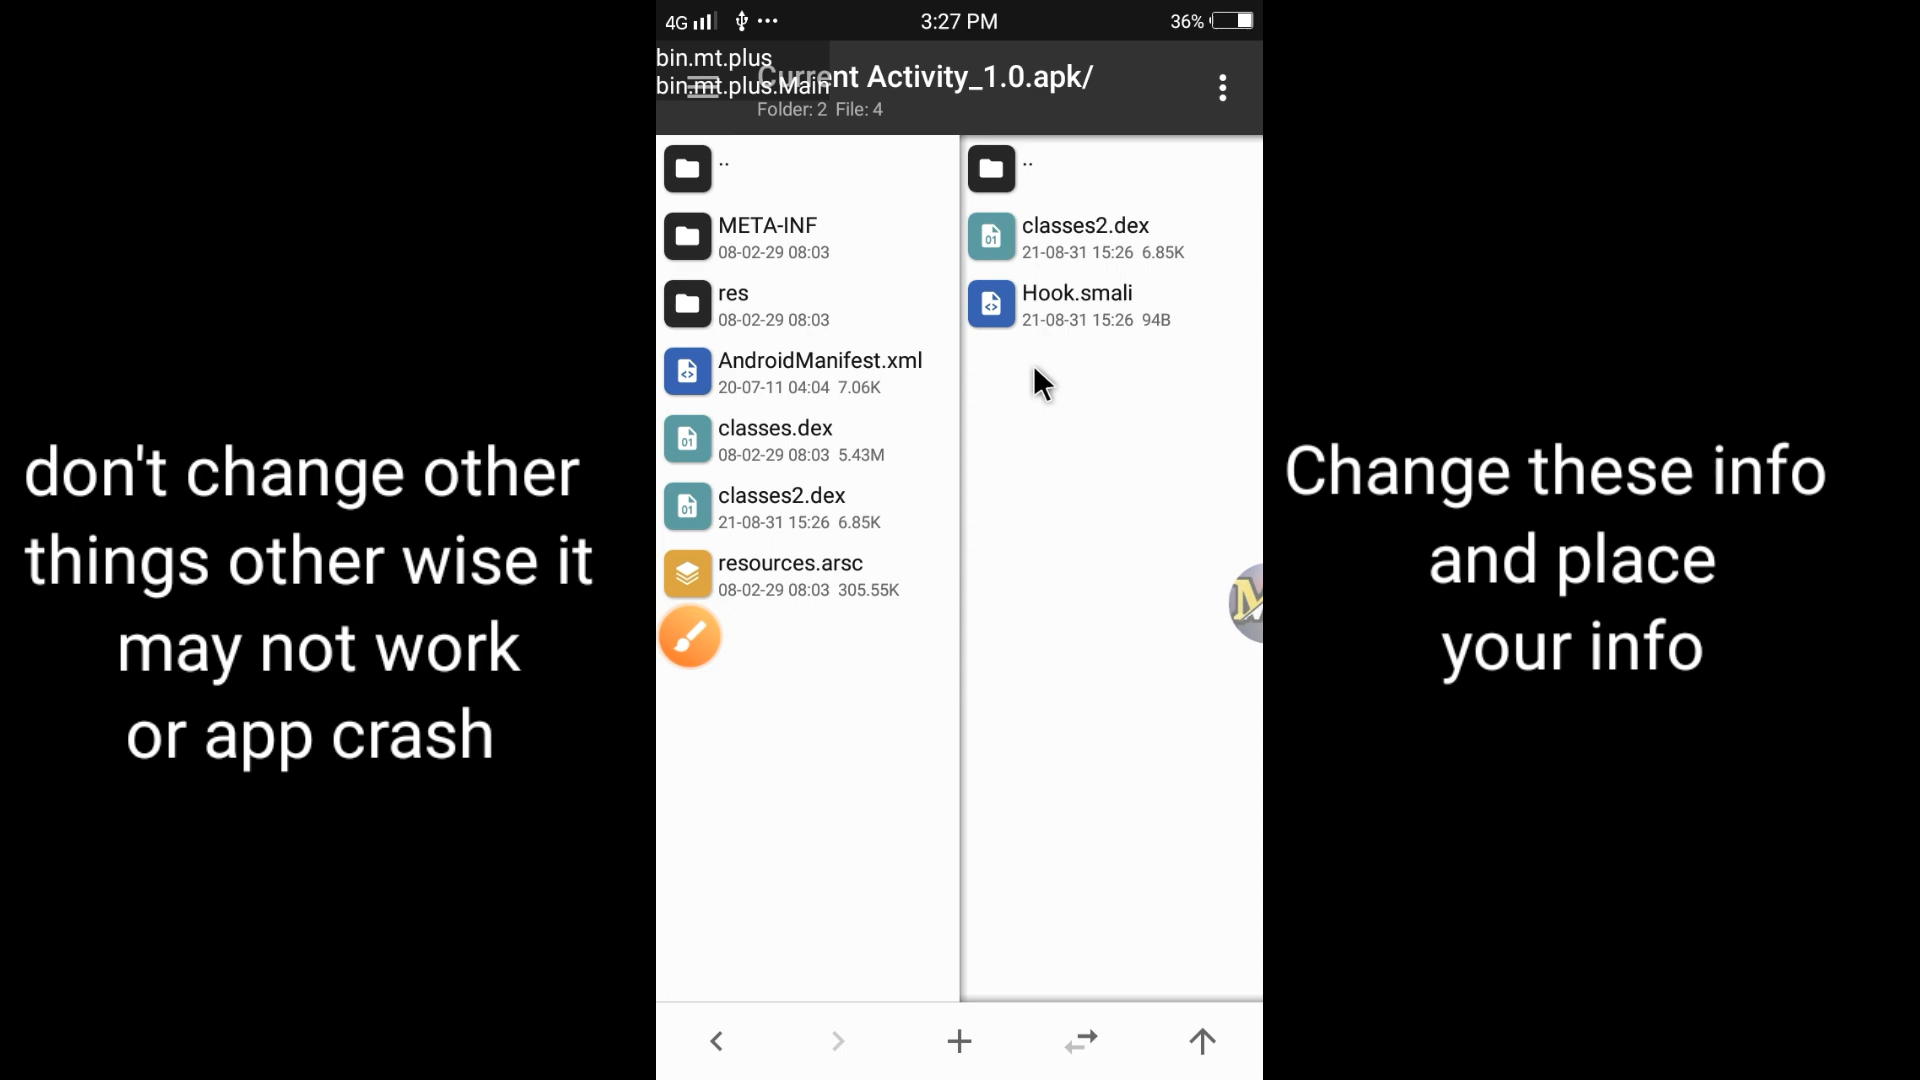 4G
3:27 PM
36%
bin.mt.plus
bin.mt.plus.Main
Current Activity_1.0.apk/
Folder: 2 File: 4
..
META-INF
08-02-29 08:03
res
08-02-29 08:03
AndroidManifest.xml
20-07-11 04:04 7.06K
classes.dex
08-02-29 08:03 5.43M
classes2.dex
21-08-31 15:26 6.85K
resources.arsc
08-02-29 08:03 305.55K
..
classes2.dex
21-08-31 15:26 6.85K
Hook.smali
21-08-31 15:26 94B
don't change other
things other wise it
may not work
or app crash
Change these info
and place
your info